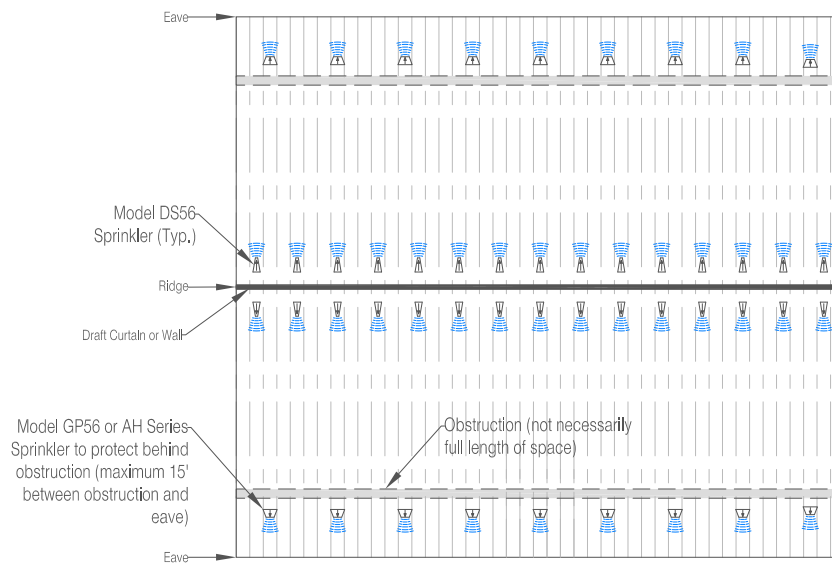 Eave
Model DS56
Sprinkler (Typ.)
Ridge
Draft Curtain or Wall
Model GP56 or AH Series
Sprinkler to protect behind
obstruction (maximum 15'
between obstruction and
eave)
Obstruction (not necessarily
full length of space)
Eave